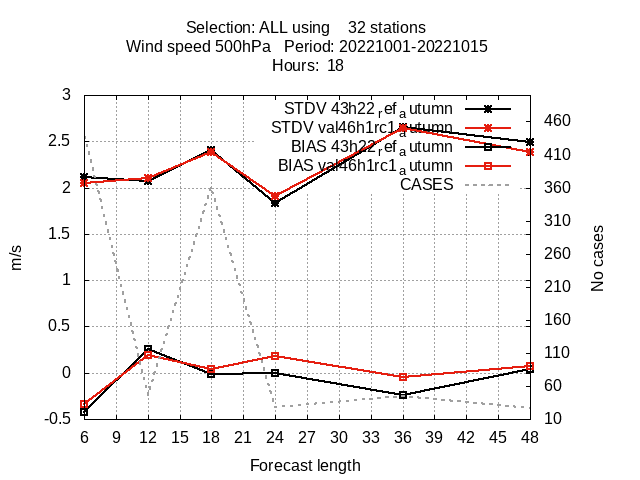 Selection: ALL using 32 stations
Wind speed 500hPa Period: 20221001-20221015
Hours: 18
STDV 43h22_ref_autumn
STDV val46h1rc1_autumn
BIAS 43h22_ref_autumn
BIAS val46h1rc1_autumn
CASES
3
2.5
2
1.5
1
0.5
0
-0.5
m/s
460
410
360
310
260
210
160
110
60
10
No cases
6 9 12 15 18 21 24 27 30 33 36 39 42 45 48
Forecast length